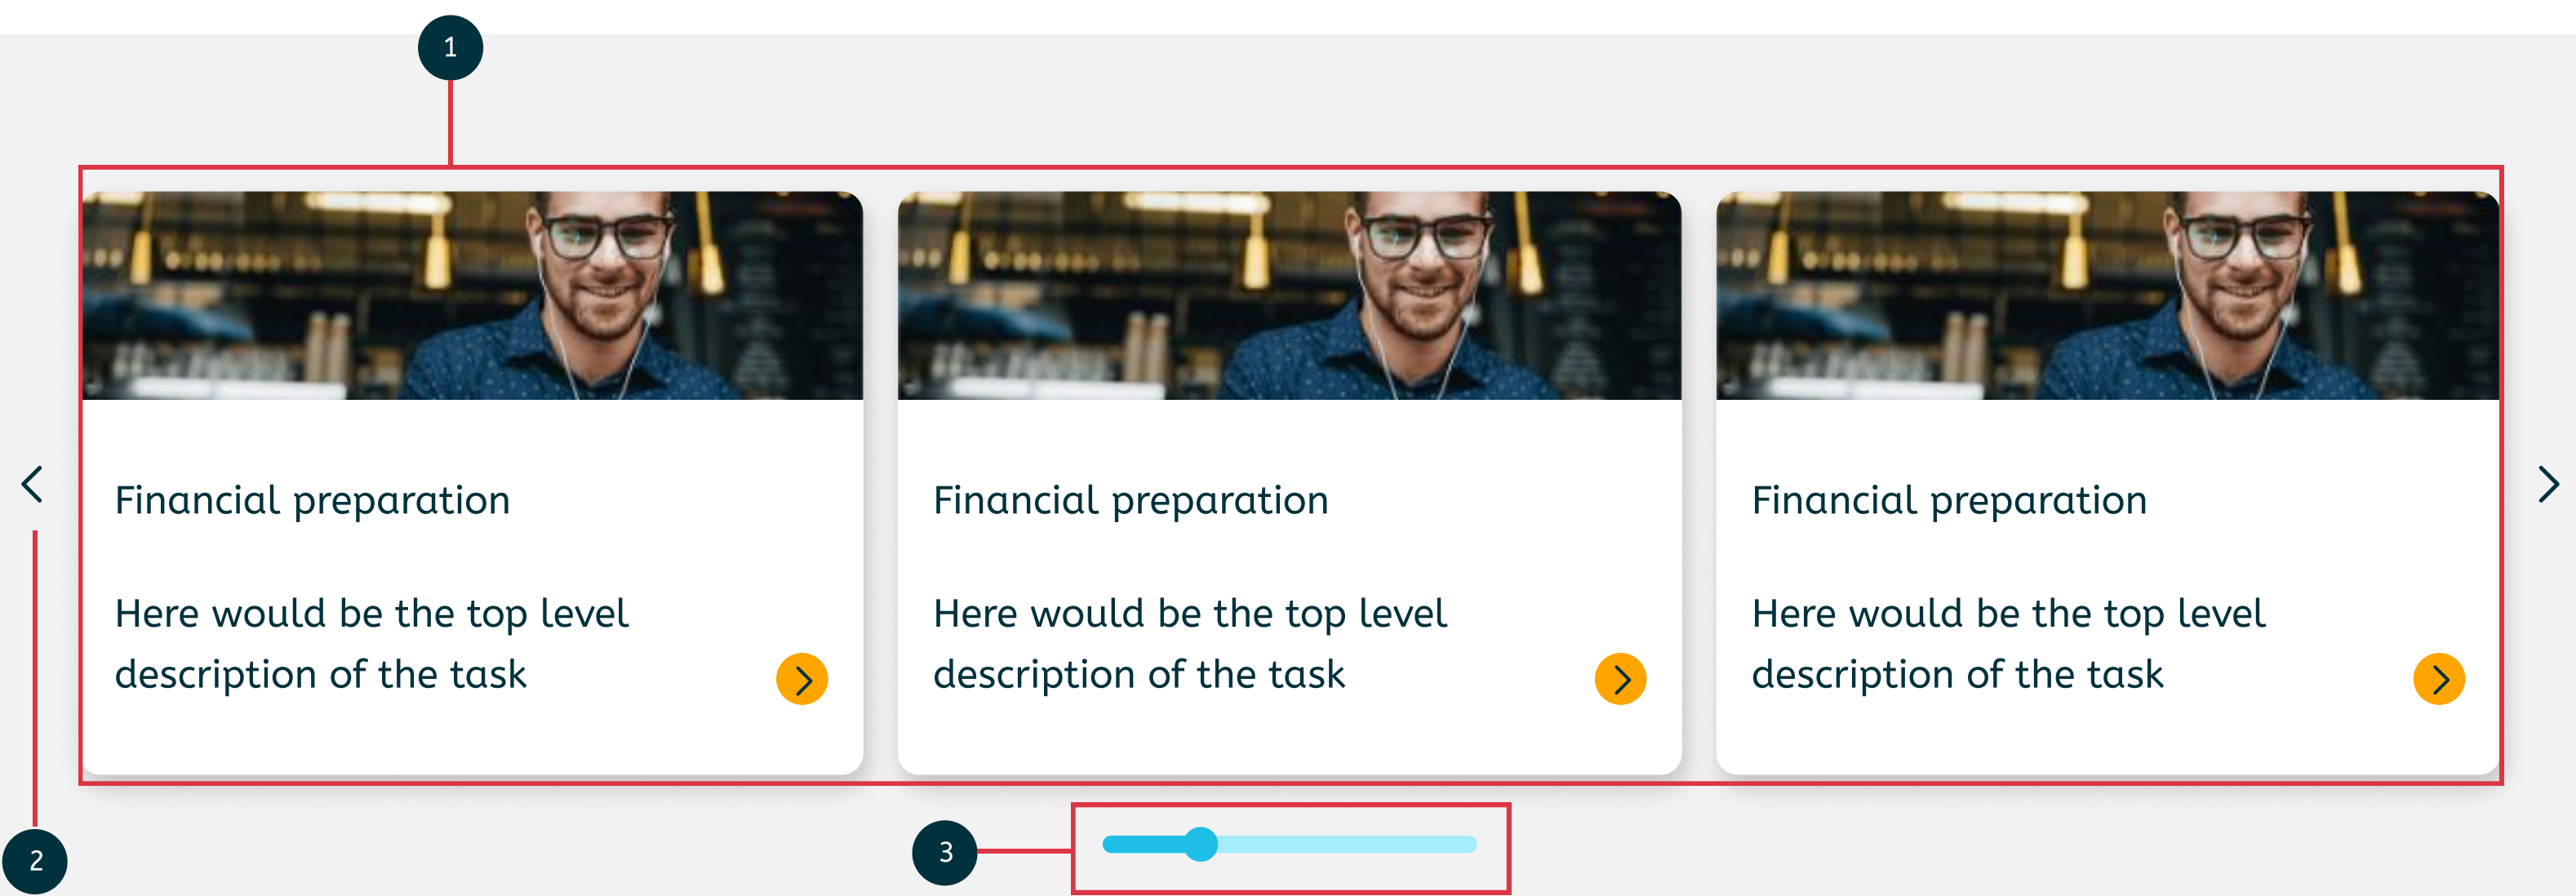 1
Financial preparation
Here would be the top level
description of the task
Financial preparation
Here would be the top level
description of the task
Financial preparation
Here would be the top level
description of the task
2
3